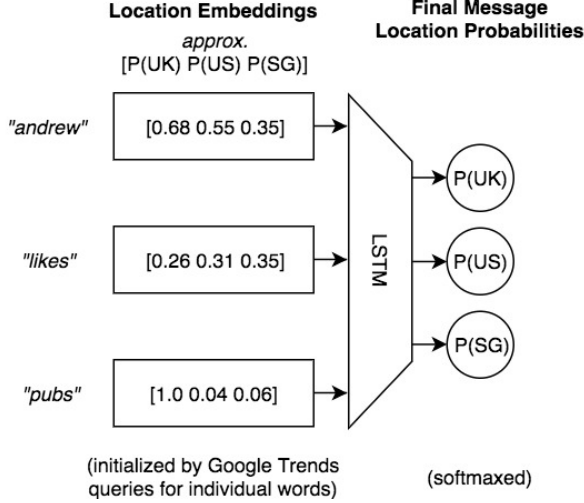 Location Embeddings
approx.
[P(UK) P(US) P(SG)]
Final Message
Location Probabilities
"andrew"
[0.68 0.55 0.35]
P(UK)
"likes"
[0.26 0.31 0.35]
LSTM
P(US)
P(SG)
"pubs"
[1.0 0.04 0.06]
(initialized by Google Trends
queries for individual words)
(softmaxed)